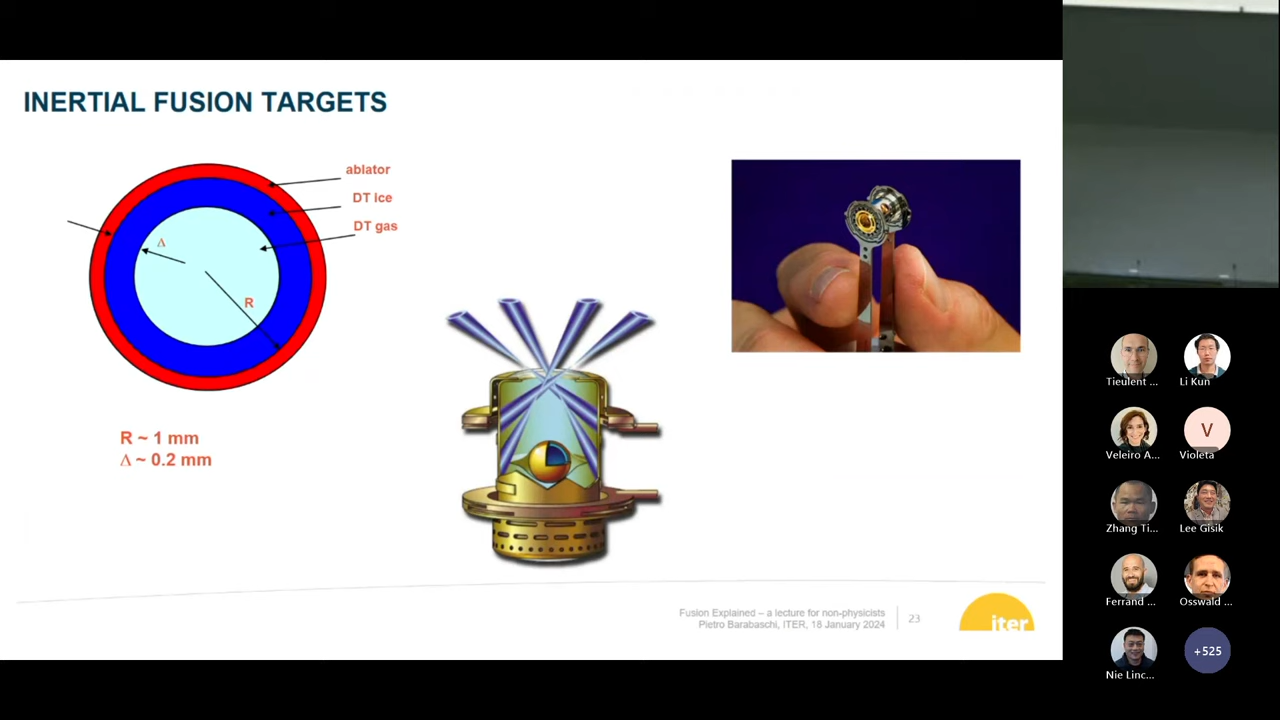 INERTIAL FUSION TARGETS
ablator
DT ice
DT gas
Δ
R
R ~ 1 mm
Δ ~ 0.2 mm
Fusion Explained – a lecture for non-physicists
Pietro Barabaschi, ITER, 18 January 2024
23
iter
Tieulent ...
Li Kun
Veleiro A...
V
Violeta
Zhang Ti...
Lee Gisik
Ferrand ...
Osswald ...
Nie Linc...
+525